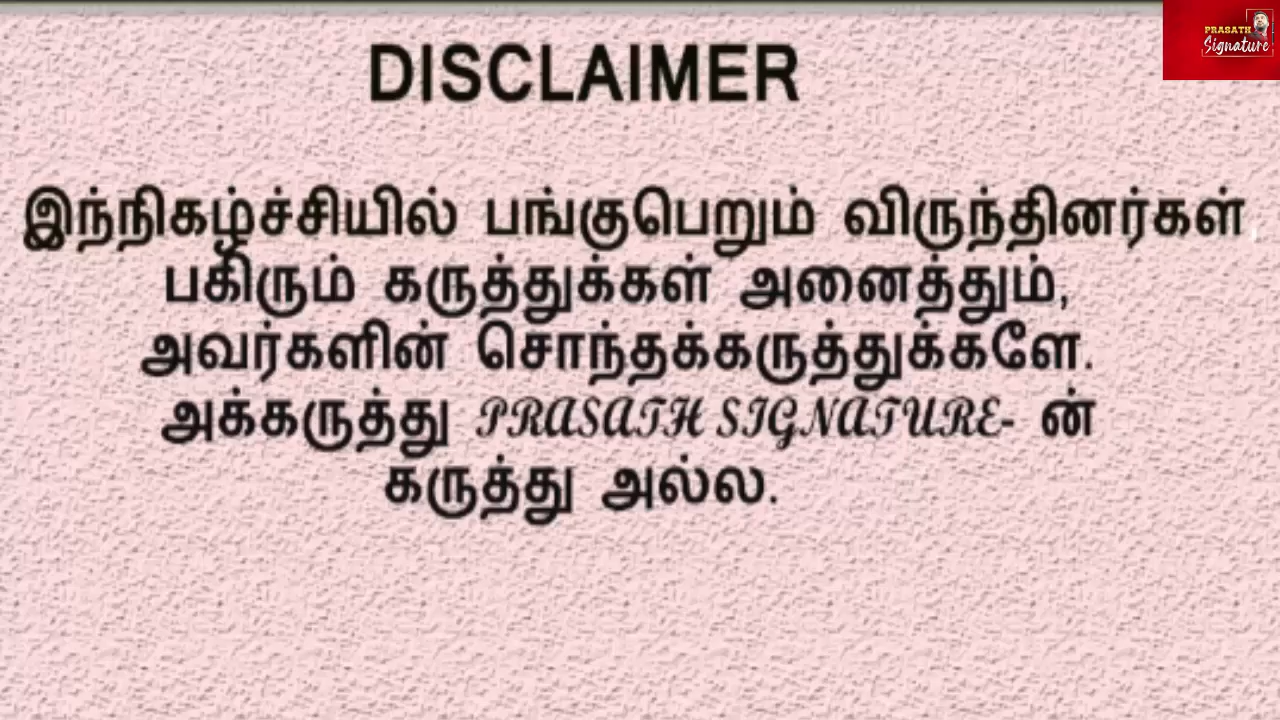 PRASATH
Signature
DISCLAIMER
இந்நிகழ்ச்சியில் பங்குபெறும் விருந்தினர்கள்,
பகிரும் கருத்துக்கள் அனைத்தும்,
அவர்களின் சொந்தக்கருத்துக்களே.
அக்கருத்து PRASATH SIGNATURE- ன்
கருத்து அல்ல.